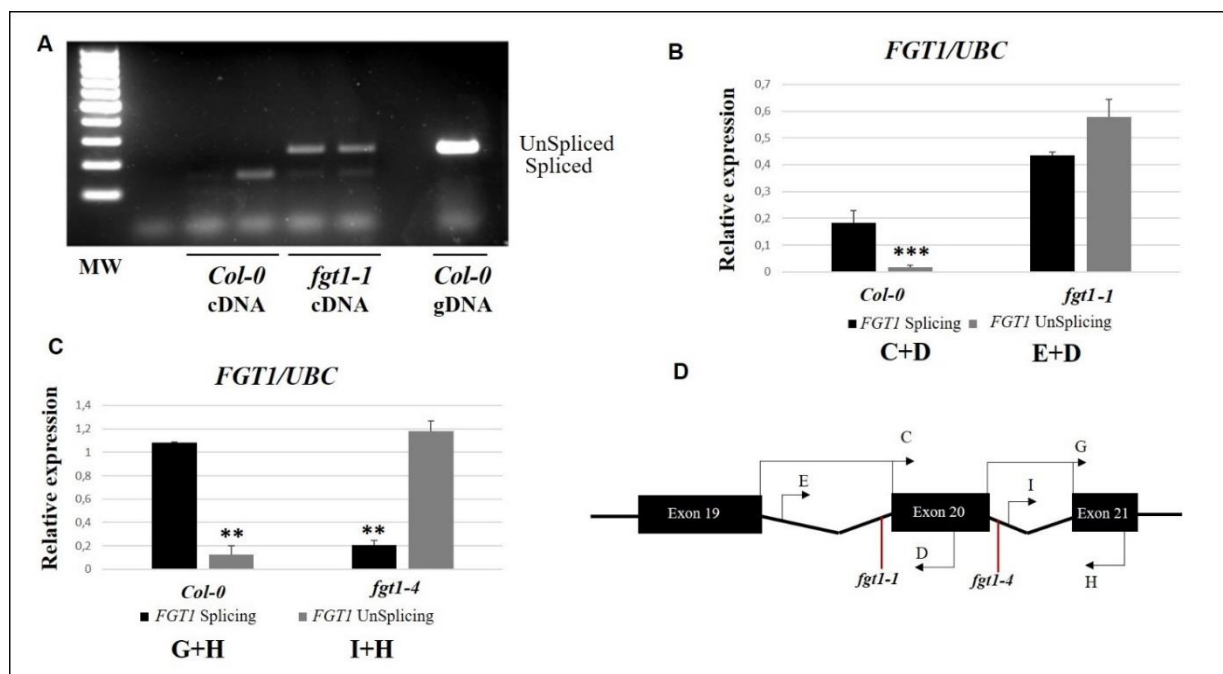 A
UnSpliced
Spliced
MW
Col-0
cDNA
fgt1-1
cDNA
Col-0
gDNA
B
FGT1/UBC
Relative expression
0,7
0,6
0,5
0,4
0,3
0,2
0,1
0
***
Col-0
fgt1-1
FGT1 Splicing
FGT1 UnSplicing
C+D
E+D
C
FGT1/UBC
Relative expression
1,4
1,2
1
0,8
0,6
0,4
0,2
0
**
**
Col-0
fgt1-4
FGT1 Splicing
FGT1 UnSplicing
G+H
I+H
D
C
G
E
I
Exon 19
Exon 20
Exon 21
D
H
fgt1-1
fgt1-4